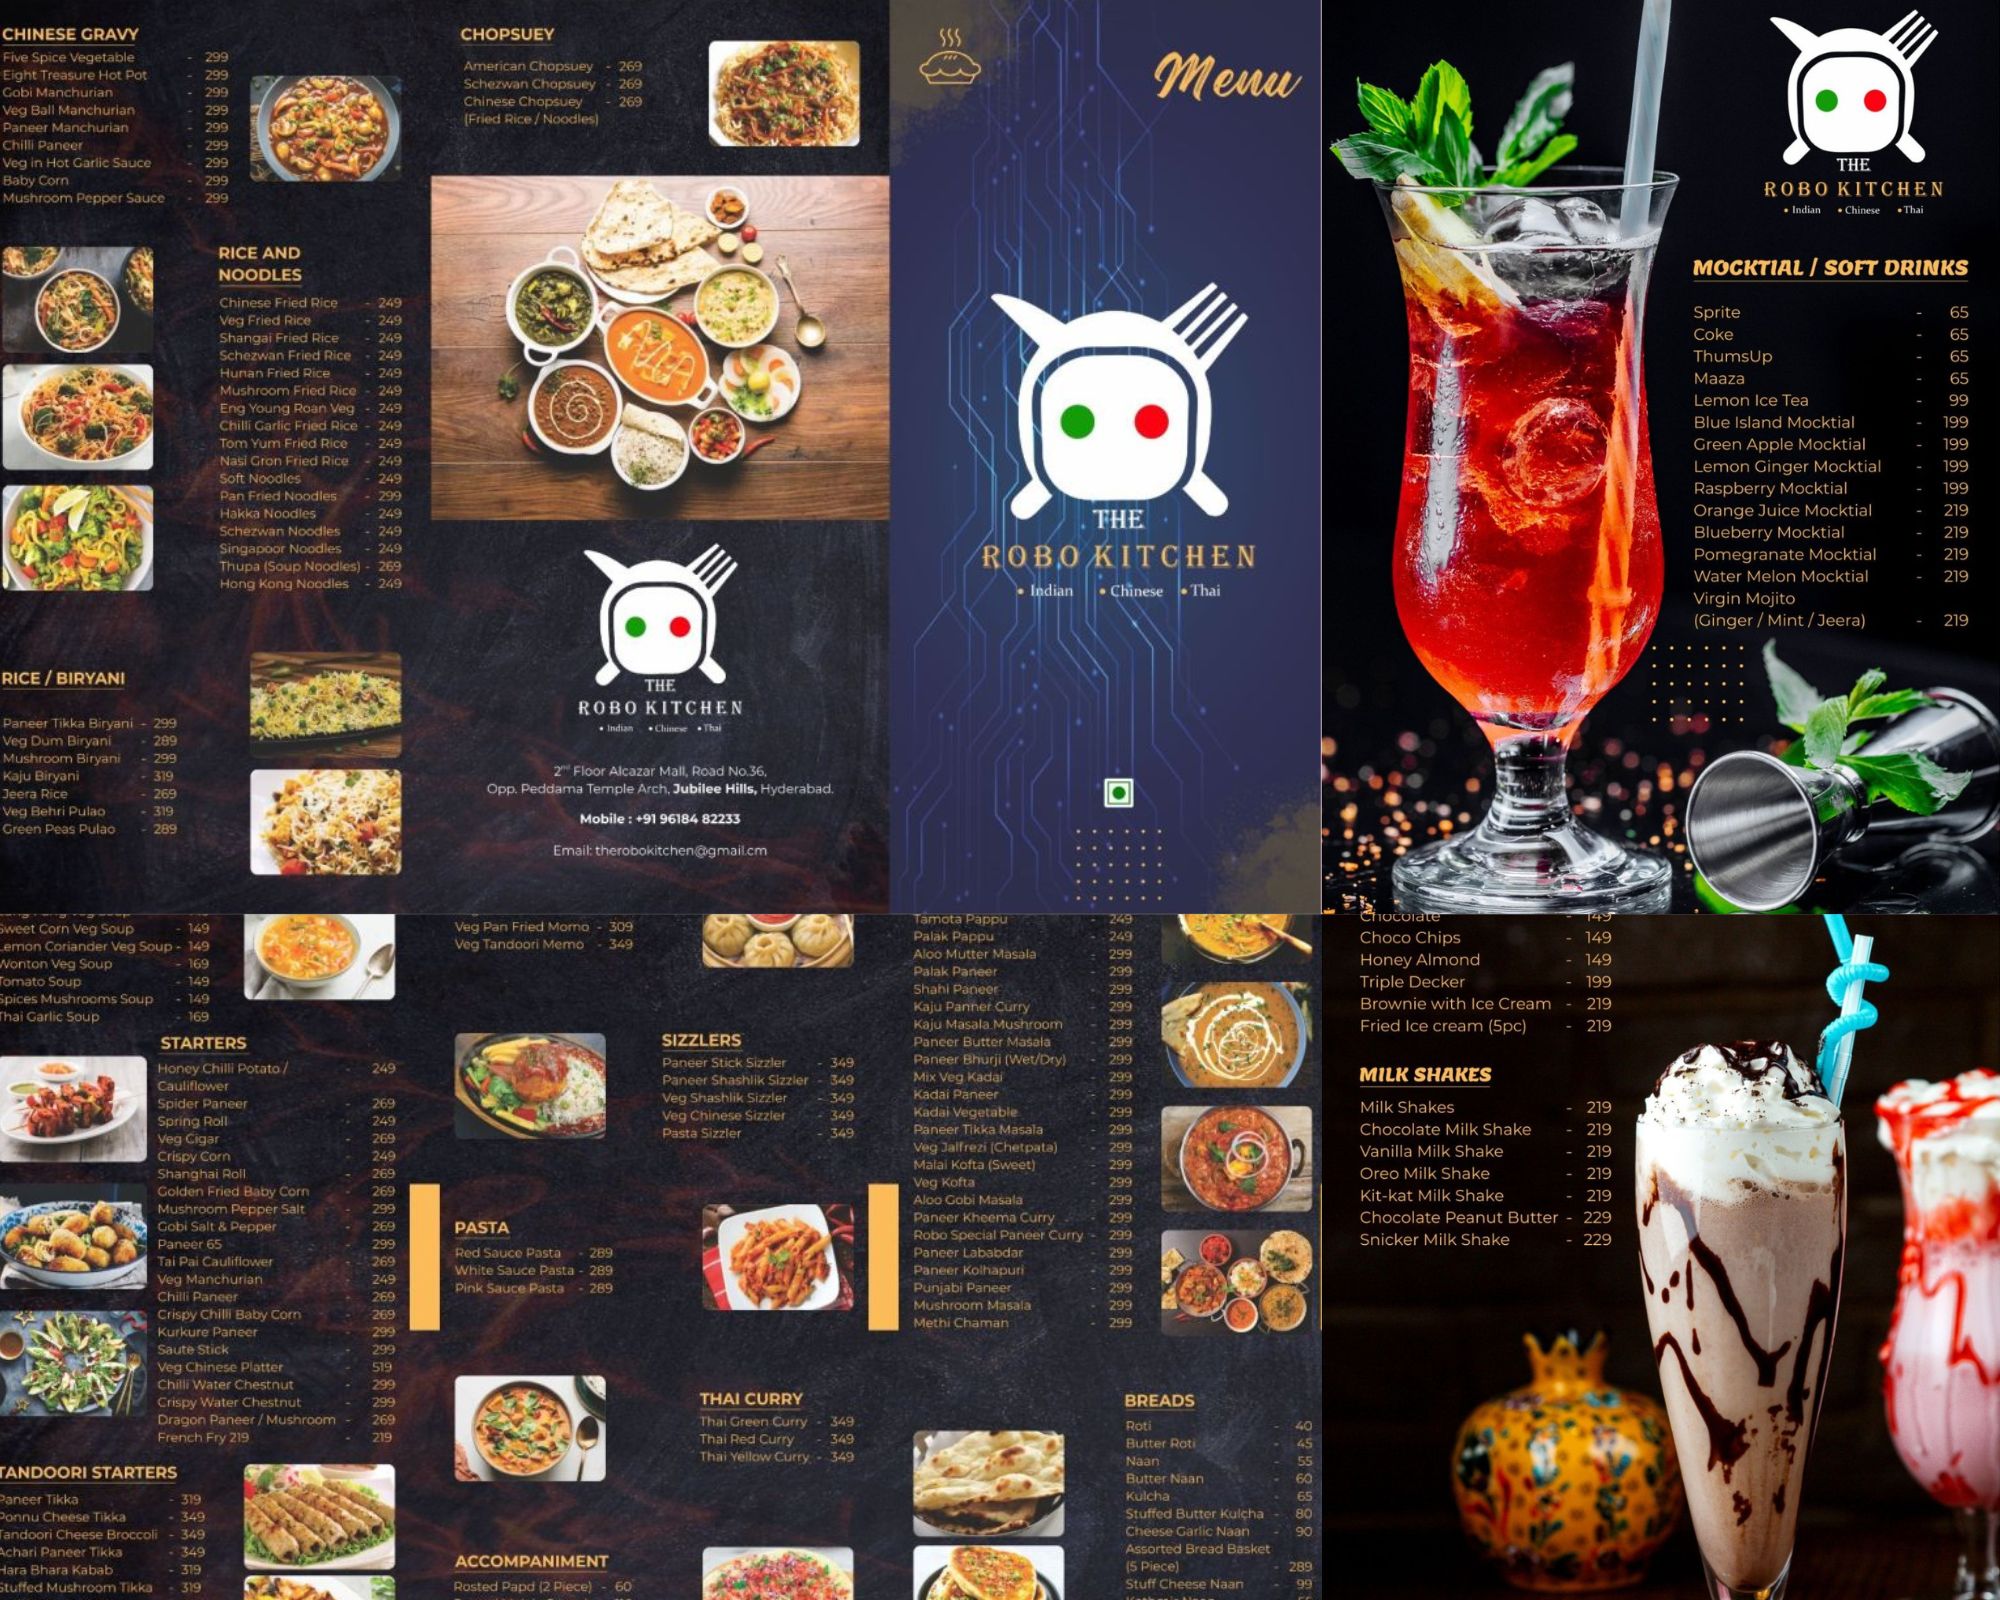 CHINESE GRAVY
Five Spice Vegetable - 299
Eight Treasure Hot Pot - 299
Gobi Manchurian - 299
Veg Ball Manchurian - 299
Paneer Manchurian - 299
Chilli Paneer - 299
Veg in Hot Garlic Sauce - 299
Baby Corn - 299
Mushroom Pepper Sauce - 299
RICE AND
NOODLES
Chinese Fried Rice - 249
Veg Fried Rice - 249
Shangai Fried Rice - 249
Schezwan Fried Rice - 249
Hunan Fried Rice - 249
Mushroom Fried Rice - 249
Eng Young Roan Veg - 249
Chilli Garlic Fried Rice - 249
Tom Yum Fried Rice - 249
Nasi Gron Fried Rice - 249
Soft Noodles - 249
Pan Fried Noodles - 299
Hakka Noodles - 249
Schezwan Noodles - 249
Singapoor Noodles - 249
Thupa (Soup Noodles) - 269
Hong Kong Noodles - 249
RICE / BIRYANI
Paneer Tikka Biryani - 299
Veg Dum Biryani - 289
Mushroom Biryani - 299
Kaju Biryani - 319
Jeera Rice - 269
Veg Behri Pulao - 319
Green Peas Pulao - 289
CHOPSUEY
American Chopsuey - 269
Schezwan Chopsuey - 269
Chinese Chopsuey - 269
(Fried Rice / Noodles)
THE
ROBO KITCHEN
• Indian • Chinese • Thai
2nd Floor Alcazar Mall, Road No.36,
Opp. Peddama Temple Arch, Jubilee Hills, Hyderabad.
Mobile : +91 96184 82233
Email: therobokitchen@gmail.cm
Menu
THE
ROBO KITCHEN
• Indian • Chinese • Thai
THE
ROBO KITCHEN
• Indian • Chinese • Thai
MOCKTIAL / SOFT DRINKS
Sprite - 65
Coke - 65
ThumsUp - 65
Maaza - 65
Lemon Ice Tea - 99
Blue Island Mocktial - 199
Green Apple Mocktial - 199
Lemon Ginger Mocktial - 199
Raspberry Mocktial - 199
Orange Juice Mocktial - 219
Blueberry Mocktial - 219
Pomegranate Mocktial - 219
Water Melon Mocktial - 219
Virgin Mojito
(Ginger / Mint / Jeera) - 219
Sweet Corn Veg Soup - 149
Lemon Coriander Veg Soup - 149
Wonton Veg Soup - 169
Tomato Soup - 149
Spices Mushrooms Soup - 149
Thai Garlic Soup - 169
STARTERS
Honey Chilli Potato / - 249
Cauliflower
Spider Paneer - 269
Spring Roll - 249
Veg Cigar - 269
Crispy Corn - 249
Shanghai Roll - 269
Golden Fried Baby Corn - 269
Mushroom Pepper Salt - 299
Gobi Salt & Pepper - 269
Paneer 65 299
Tai Pai Cauliflower - 269
Veg Manchurian - 249
Chilli Paneer - 269
Crispy Chilli Baby Corn - 269
Kurkure Paneer - 299
Saute Stick - 299
Veg Chinese Platter - 519
Chilli Water Chestnut - 299
Crispy Water Chestnut - 299
Dragon Paneer / Mushroom - 269
French Fry 219 - 219
TANDOORI STARTERS
Paneer Tikka - 319
Ponnu Cheese Tikka - 349
Tandoori Cheese Broccoli - 349
Achari Paneer Tikka - 349
Hara Bhara Kabab - 319
Stuffed Mushroom Tikka - 319
Veg Pan Fried Momo - 309
Veg Tandoori Memo - 349
SIZZLERS
Paneer Stick Sizzler - 349
Paneer Shashlik Sizzler - 349
Veg Shashlik Sizzler - 349
Veg Chinese Sizzler - 349
Pasta Sizzler - 349
PASTA
Red Sauce Pasta - 289
White Sauce Pasta - 289
Pink Sauce Pasta - 289
THAI CURRY
Thai Green Curry - 349
Thai Red Curry - 349
Thai Yellow Curry - 349
ACCOMPANIMENT
Rosted Papd (2 Piece) - 60
Tamota Pappu - 249
Palak Pappu - 249
Aloo Mutter Masala - 299
Palak Paneer - 299
Shahi Paneer - 299
Kaju Panner Curry - 299
Kaju Masala Mushroom - 299
Paneer Butter Masala - 299
Paneer Bhurji (Wet/Dry) - 299
Mix Veg Kadai - 299
Kadai Paneer - 299
Kadai Vegetable - 299
Paneer Tikka Masala - 299
Veg Jalfrezi (Chetpata) - 299
Malai Kofta (Sweet) - 299
Veg Kofta - 299
Aloo Gobi Masala - 299
Paneer Kheema Curry - 299
Robo Special Paneer Curry - 299
Paneer Lababdar - 299
Paneer Kolhapuri - 299
Punjabi Paneer - 299
Mushroom Masala - 299
Methi Chaman - 299
BREADS
Roti - 40
Butter Roti - 45
Naan - 55
Butter Naan - 60
Kulcha - 65
Stuffed Butter Kulcha - 80
Cheese Garlic Naan - 90
Assorted Bread Basket
(5 Piece) - 289
Stuff Cheese Naan - 99
Chocolate - 149
Choco Chips - 149
Honey Almond - 149
Triple Decker - 199
Brownie with Ice Cream - 219
Fried Ice cream (5pc) - 219
MILK SHAKES
Milk Shakes - 219
Chocolate Milk Shake - 219
Vanilla Milk Shake - 219
Oreo Milk Shake - 219
Kit-kat Milk Shake - 219
Chocolate Peanut Butter - 229
Snicker Milk Shake - 229